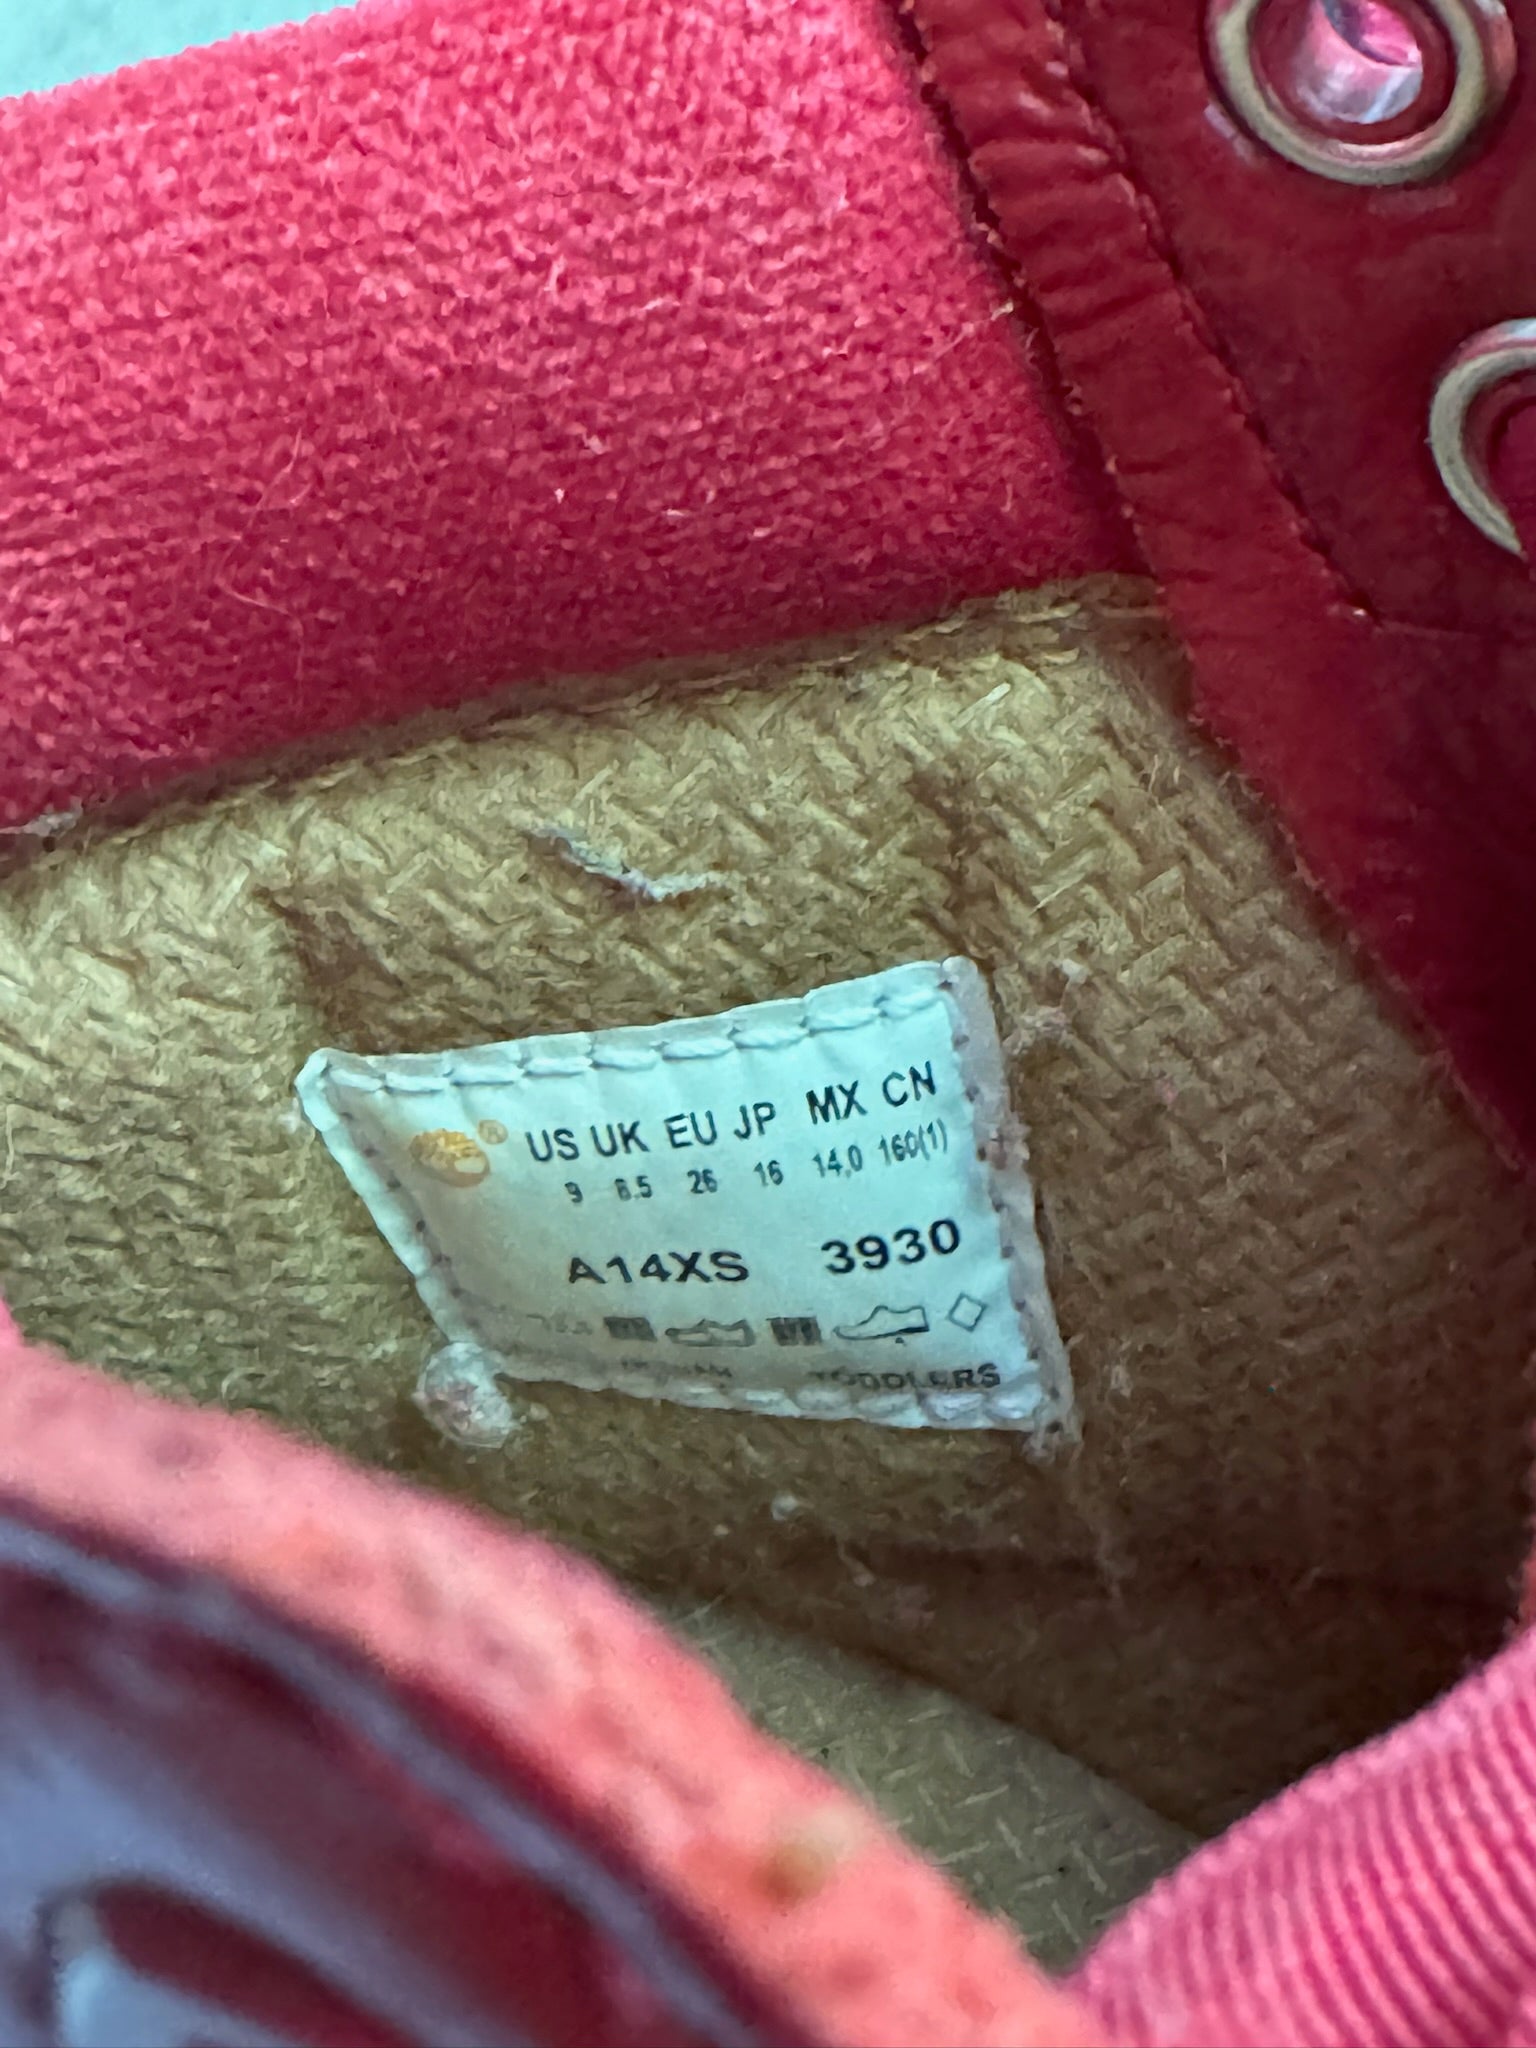 ® US UK EU JP MX CN
9 8.5 26 16 14,0 160(1)
A14XS 3930
TODDLERS